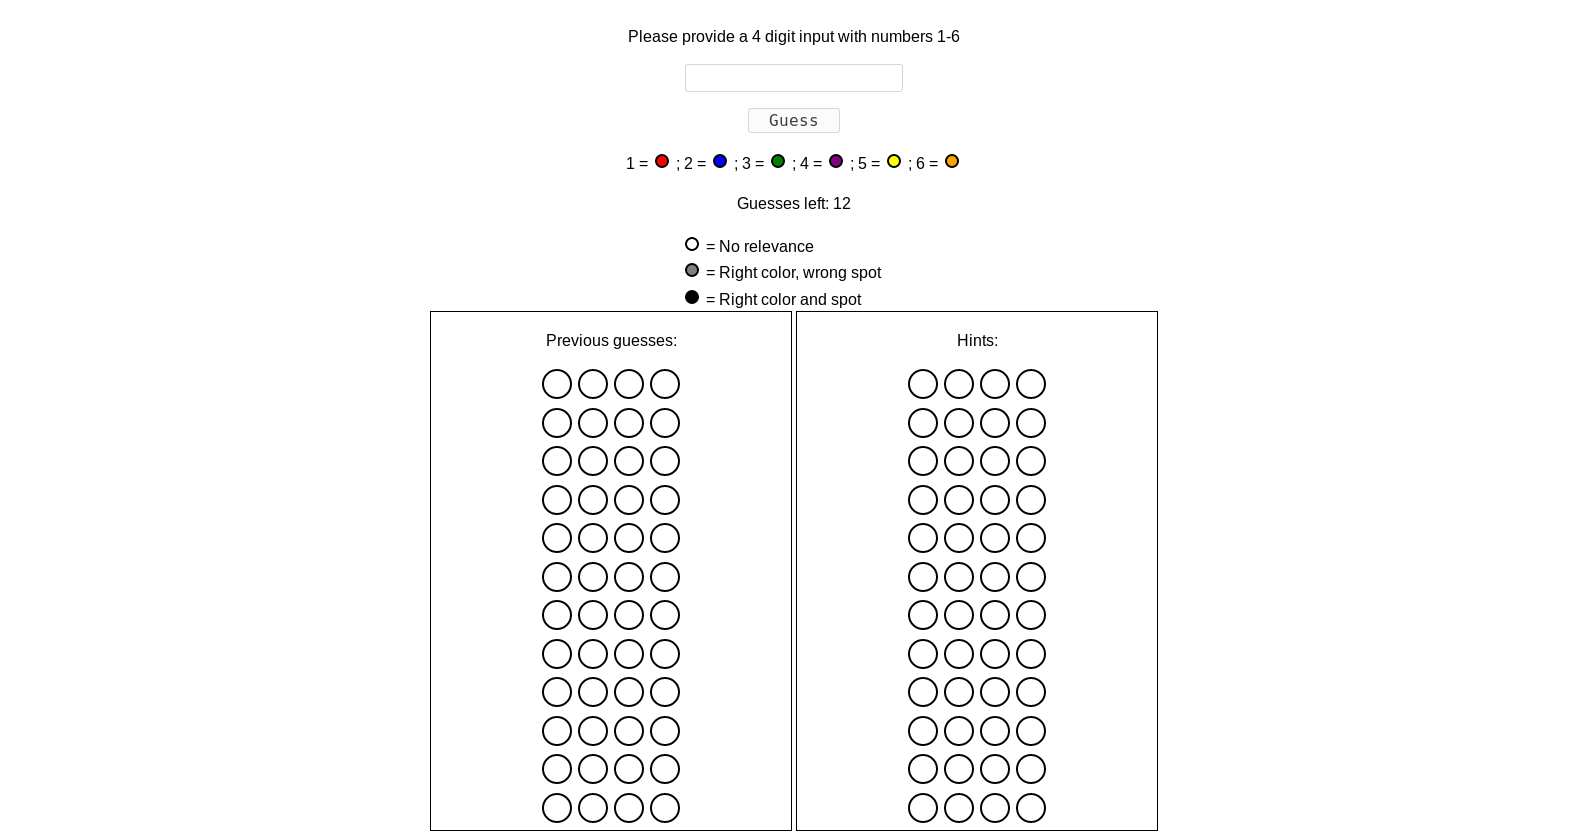 Please provide a 4 digit input with numbers 1-6
Guess
1 = ; 2 = ; 3 = ; 4 = ; 5 = ; 6 =
Guesses left: 12
= No relevance
= Right color, wrong spot
= Right color and spot
Previous guesses:
Hints: